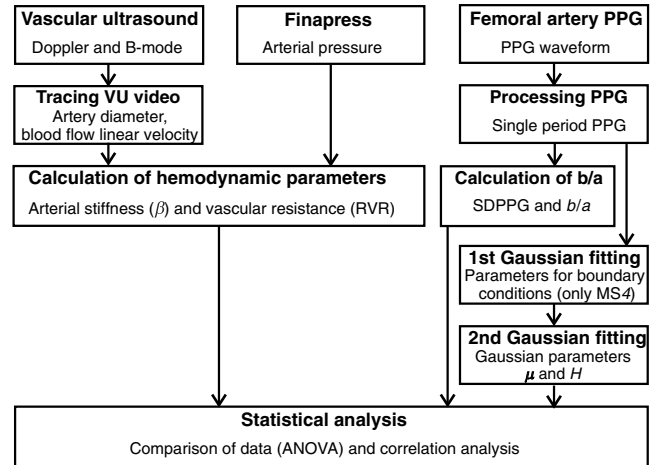 Vascular ultrasound
Doppler and B-mode
Finapress
Arterial pressure
Femoral artery PPG
PPG waveform
Tracing VU video
Artery diameter,
blood flow linear velocity
Processing PPG
Single period PPG
Calculation of hemodynamic parameters
Arterial stiffness (β) and vascular resistance (RVR)
Calculation of b/a
SDPPG and b/a
1st Gaussian fitting
Parameters for boundary
conditions (only MS4)
2nd Gaussian fitting
Gaussian parameters
μ and H
Statistical analysis
Comparison of data (ANOVA) and correlation analysis